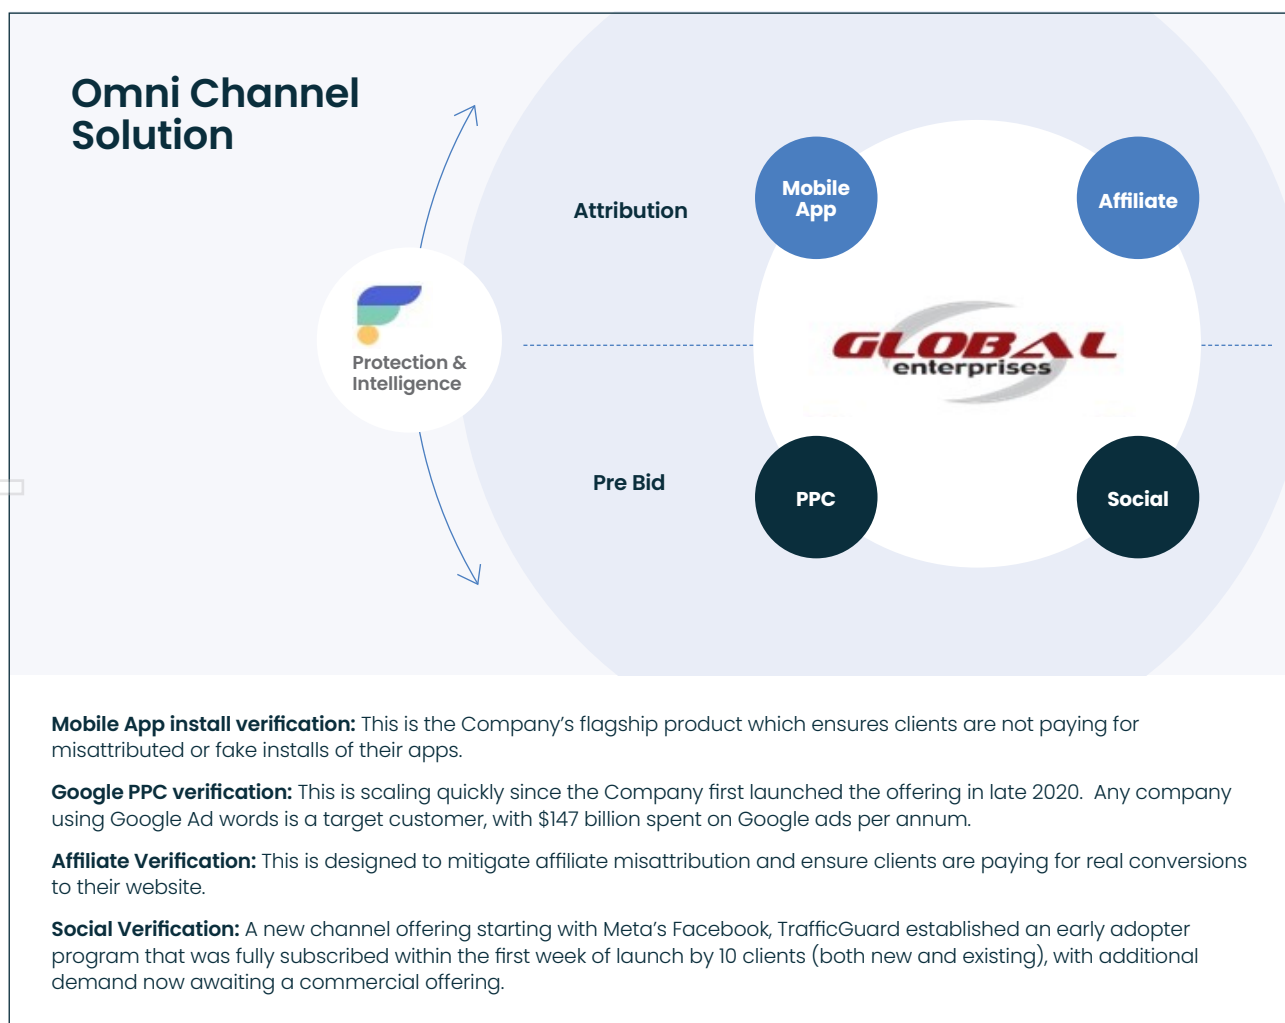 Omni Channel
Solution
Attribution
Mobile
App
Affiliate
Protection &
Intelligence
GLOBAL
enterprises
Pre Bid
PPC
Social
Mobile App install verification: This is the Company’s flagship product which ensures clients are not paying for
misattributed or fake installs of their apps.
Google PPC verification: This is scaling quickly since the Company first launched the offering in late 2020.  Any company
using Google Ad words is a target customer, with $147 billion spent on Google ads per annum.
Affiliate Verification: This is designed to mitigate affiliate misattribution and ensure clients are paying for real conversions
to their website.
Social Verification: A new channel offering starting with Meta’s Facebook, TrafficGuard established an early adopter
program that was fully subscribed within the first week of launch by 10 clients (both new and existing), with additional
demand now awaiting a commercial offering.